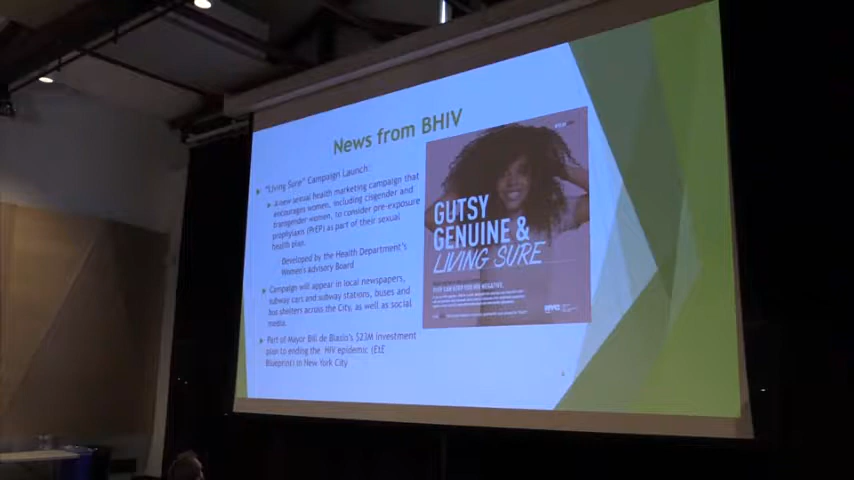 News from BHIV
"Living Sure" Campaign Launch:
A new sexual health marketing campaign that
encourages women, including cisgender and
transgender women, to consider pre-exposure
prophylaxis (PrEP) as part of their sexual
health plan.
Developed by the Health Department's
Women's advisory Board
Campaign will appear in local newspapers,
subway cars and subway stations, buses and
bus shelters across the City, as well as social
media.
Part of Mayor Bill de Blasio's $23M investment
plan to ending the HIV epidemic (EtE
Blueprint) in New York City
GUTSY
GENUINE &
LIVING SURE
NYC